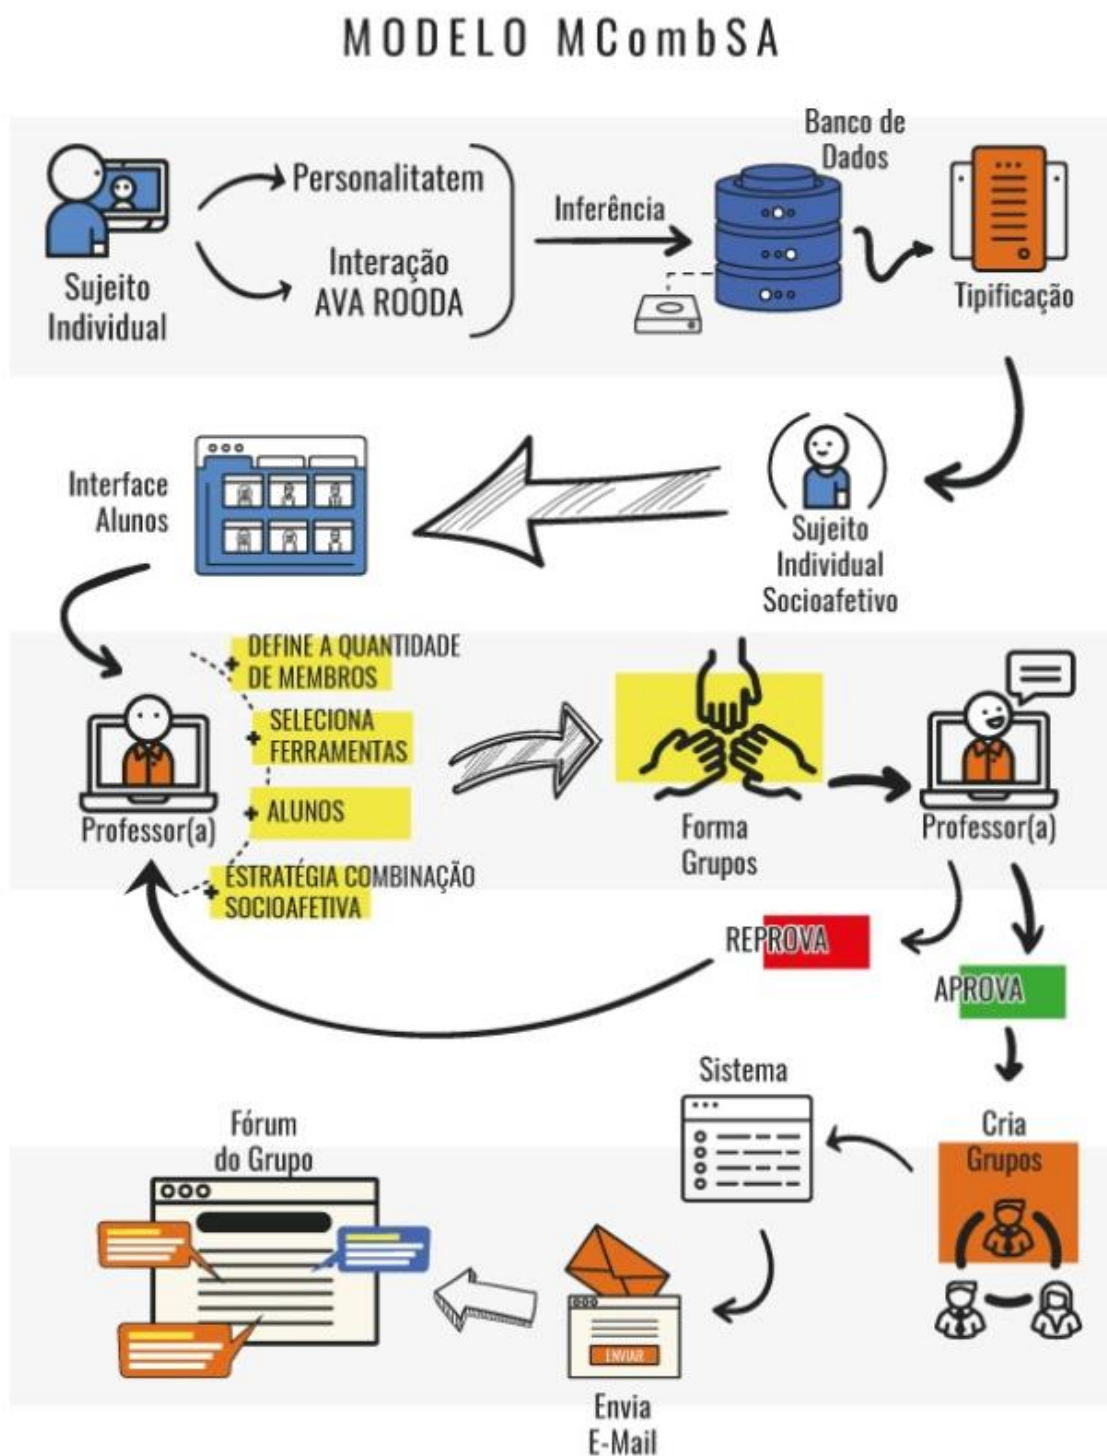 MODELO MCombSA
Sujeito
Individual
Personalitatem
Interação
AVA ROODA
Inferência
Banco de
Dados
Tipificação
Sujeito
Individual
Socioafetivo
Interface
Alunos
Professor(a)
DEFINE A QUANTIDADE
DE MEMBROS
SELECIONA
FERRAMENTAS
ALUNOS
ESTRATÉGIA COMBINAÇÃO
SOCIOAFETIVA
Forma
Grupos
Professor(a)
REPROVA
APROVA
Cria
Grupos
Sistema
ENVIAR
Envia
E-Mail
Fórum
do Grupo